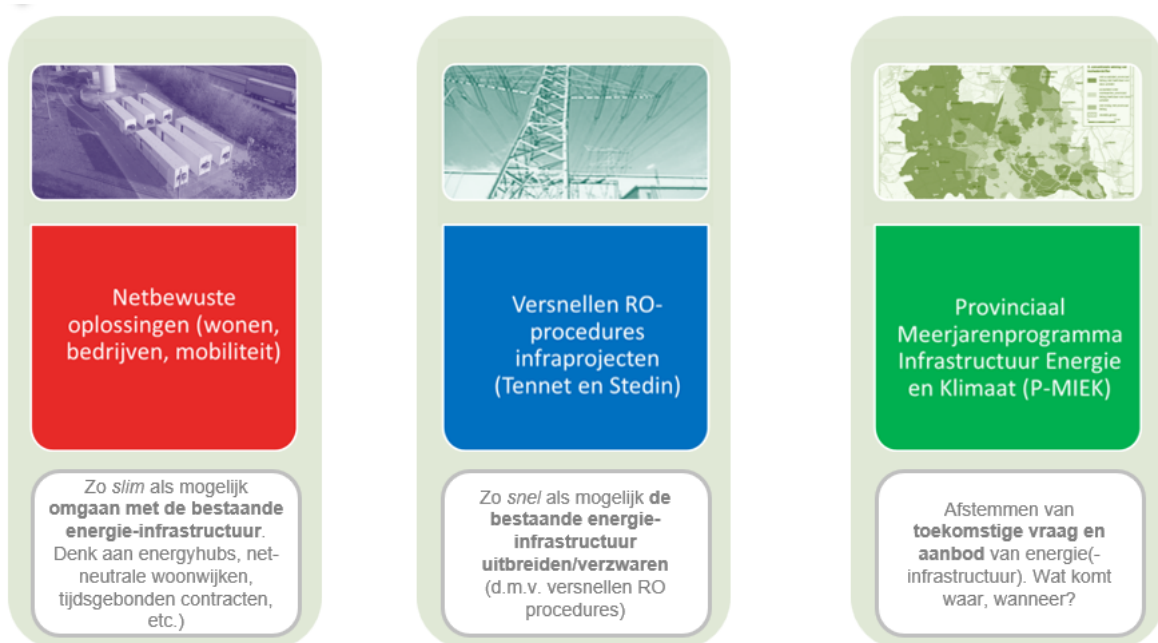 Netbewuste
oplossingen (wonen,
bedrijven, mobiliteit)
Zo slim als mogelijk
omgaan met de bestaande
energie-infrastructuur.
Denk aan energyhubs, net-
neutrale woonwijken,
tijdsgebonden contracten,
etc.)
Versnellen RO-
procedures
infraprojecten
(Tennet en Stedin)
Zo snel als mogelijk de
bestaande energie-
infrastructuur
uitbreiden/verzwaren
(d.m.v. versnellen RO
procedures)
Provinciaal
Meerjarenprogramma
Infrastructuur Energie
en Klimaat (P-MIEK)
Afstemmen van
toekomstige vraag en
aanbod van energie(-
infrastructuur). Wat komt
waar, wanneer?